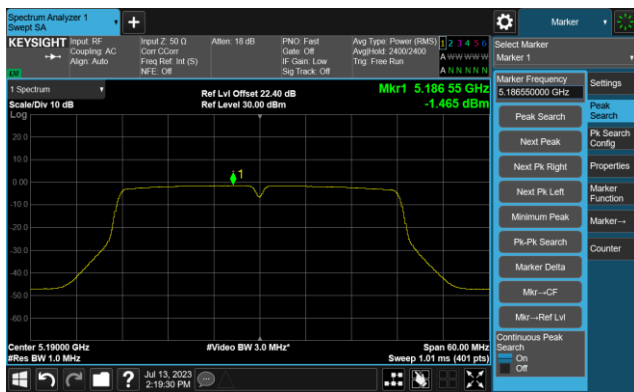 Spectrum Analyzer 1
Swept SA
Marker
KEYSIGHT
Input: RF
Coupling: AC
Align: Auto
Input Z: 50 Ω
Corr CCorr
Freq Ref: Int (S)
NFE: Off
Atten: 18 dB
PNO: Fast
Gate: Off
IF Gain: Low
Sig Track: Off
Avg Type: Power (RMS)
Avg|Hold: 2400/2400
Trig: Free Run
1 2 3 4 5 6
A W W W W W
A N N N N N
Select Marker
Marker 1
1 Spectrum
Scale/Div 10 dB
Log
Ref Lvl Offset 22.40 dB
Ref Level 30.00 dBm
Mkr1 5.186 55 GHz
-1.465 dBm
20.0
10.0
0.00
-10.0
-20.0
-30.0
-40.0
-50.0
-60.0
1
Center 5.19000 GHz
#Res BW 1.0 MHz
#Video BW 3.0 MHz*
Span 60.00 MHz
Sweep 1.01 ms (401 pts)
Marker Frequency
5.186550000 GHz
Peak Search
Next Peak
Next Pk Right
Next Pk Left
Minimum Peak
Pk-Pk Search
Marker Delta
Mkr→CF
Mkr→Ref Lvl
Continuous Peak
Search
On
Off
Settings
Peak
Search
Pk Search
Config
Properties
Marker
Function
Marker→
Counter
Jul 13, 2023
2:19:30 PM